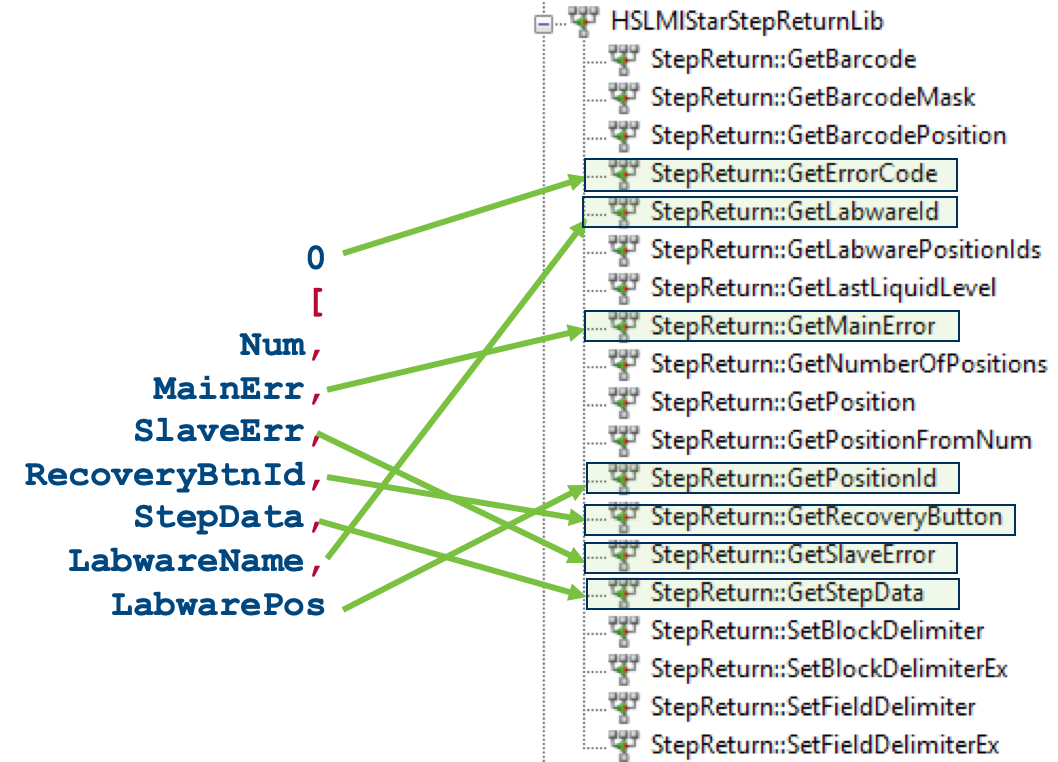 0
[
Num,
MainErr,
SlaveErr,
RecoveryBtnId,
StepData,
LabwareName,
LabwarePos
HSLMIStarStepReturnLib
StepReturn::GetBarcode
StepReturn::GetBarcodeMask
StepReturn::GetBarcodePosition
StepReturn::GetErrorCode
StepReturn::GetLabwareId
StepReturn::GetLabwarePositionIds
StepReturn::GetLastLiquidLevel
StepReturn::GetMainError
StepReturn::GetNumberOfPositions
StepReturn::GetPosition
StepReturn::GetPositionFromNum
StepReturn::GetPositionId
StepReturn::GetRecoveryButton
StepReturn::GetSlaveError
StepReturn::GetStepData
StepReturn::SetBlockDelimiter
StepReturn::SetBlockDelimiterEx
StepReturn::SetFieldDelimiter
StepReturn::SetFieldDelimiterEx